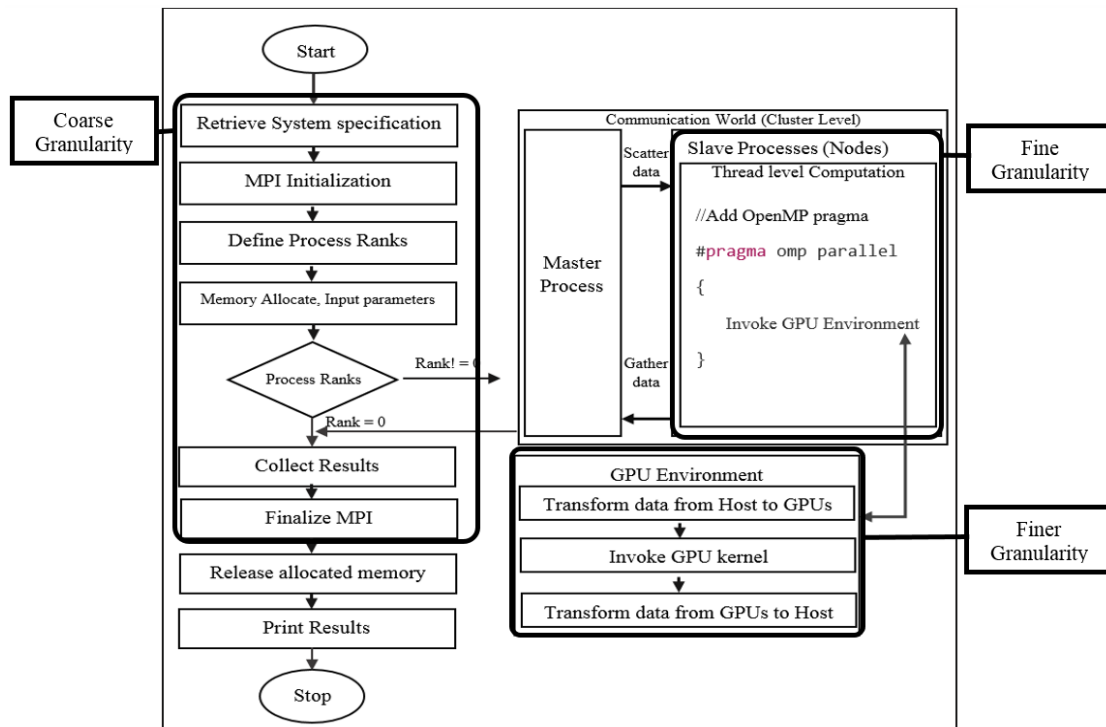 Start
Coarse
Granularity
Retrieve System specification
MPI Initialization
Define Process Ranks
Memory Allocate, Input parameters
Process Ranks
Rank! = 0
Rank = 0
Collect Results
Finalize MPI
Release allocated memory
Print Results
Stop
Communication World (Cluster Level)
Master
Process
Scatter
data
Gather
data
Slave Processes (Nodes)
Thread level Computation
//Add OpenMP pragma
#pragma omp parallel
{
Invoke GPU Environment
}
Fine
Granularity
GPU Environment
Transform data from Host to GPUs
Invoke GPU kernel
Transform data from GPUs to Host
Finer
Granularity